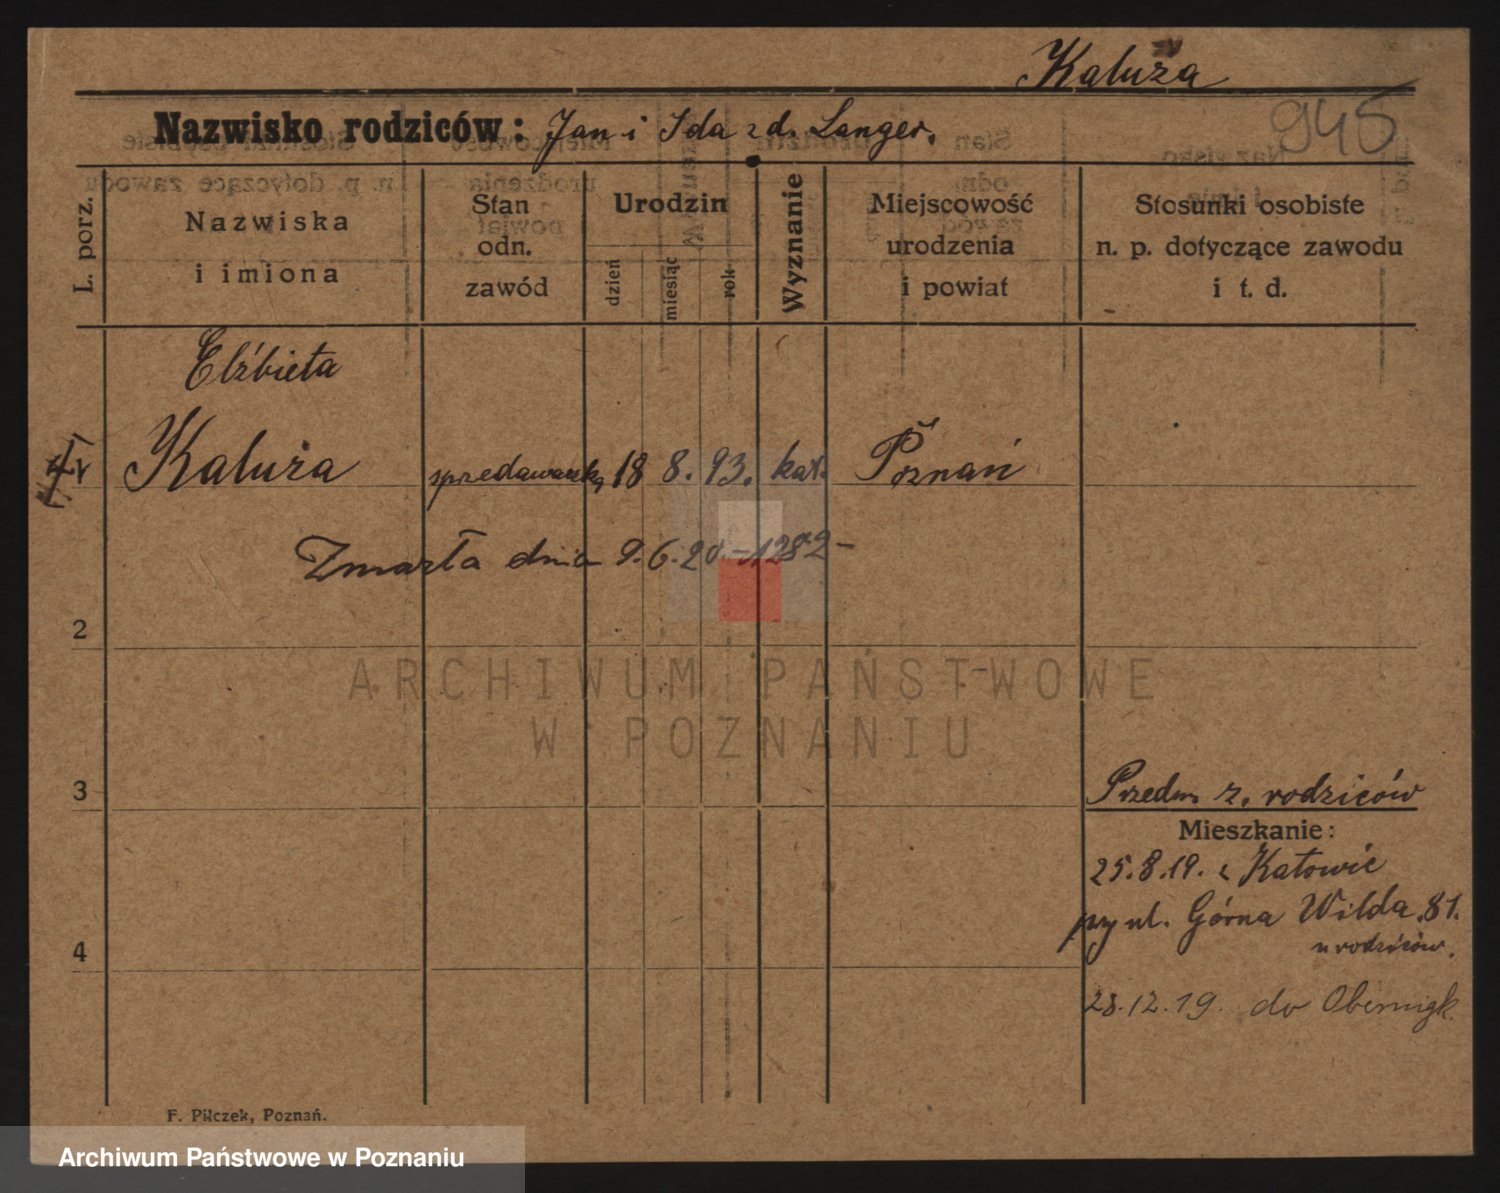 Kaluża
945
Nazwisko rodziców: Jan i Ida z d. Langer.
L. porz.
Nazwiska
i imiona
Stan
odn.
zawód
Urodzin
dzień
miesiąc
rok
Wyznanie
Miejscowość
urodzenia
i powiat
Stosunki osobiste
n. p. dotyczące zawodu
i t. d.
Elżbieta
Kaluża
18 8. 93. kat. Poznań
Zmarła dnia 9.6.20. – 1282 –
2
ARCHIWUM PAŃSTWOWE
W POZNANIU
3
Przedm. z. rodziców
Mieszkanie:
25.8.19. z Katowic
ul. Górna Wilda 81.
u rodziców.
4
28.12.19. do Obernigk.
F. Pilczek, Poznań.
Archiwum Państwowe w Poznaniu